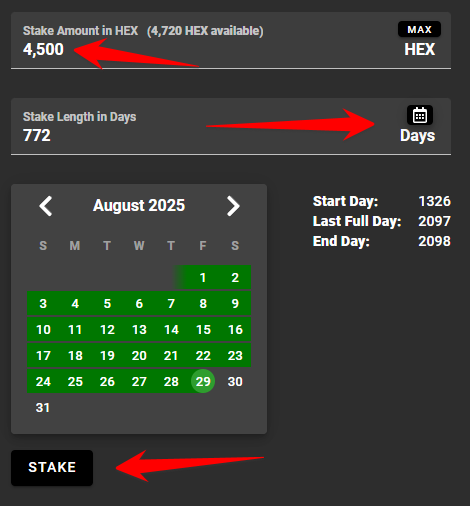 Stake Amount in HEX (4,720 HEX available)
MAX
4,500
HEX
Stake Length in Days
772
Days
August 2025
Start Day: 1326
Last Full Day: 2097
End Day: 2098
S M T W T F S
1 2
3 4 5 6 7 8 9
10 11 12 13 14 15 16
17 18 19 20 21 22 23
24 25 26 27 28 29 30
31
STAKE